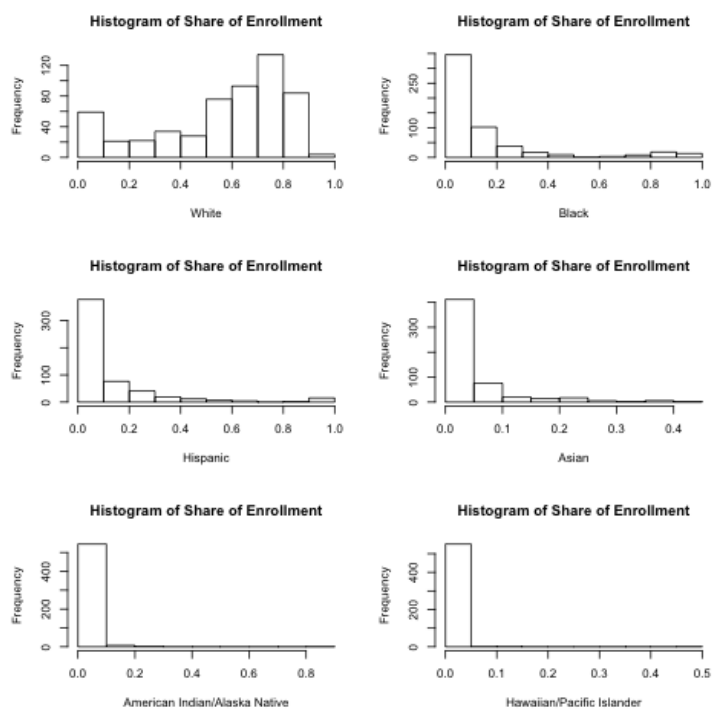 Histogram of Share of Enrollment
Frequency
0 40 80 120
0.0 0.2 0.4 0.6 0.8 1.0
White
Histogram of Share of Enrollment
Frequency
0 100 250
0.0 0.2 0.4 0.6 0.8 1.0
Black
Histogram of Share of Enrollment
Frequency
0 100 300
0.0 0.2 0.4 0.6 0.8 1.0
Hispanic
Histogram of Share of Enrollment
Frequency
0 100 300
0.0 0.1 0.2 0.3 0.4
Asian
Histogram of Share of Enrollment
Frequency
0 200 400
0.0 0.2 0.4 0.6 0.8
American Indian/Alaska Native
Histogram of Share of Enrollment
Frequency
0 200 400
0.0 0.1 0.2 0.3 0.4 0.5
Hawaiian/Pacific Islander